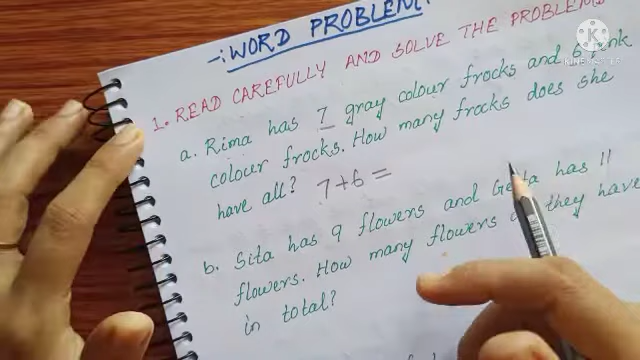 -: WORD PROBLEM
1. READ CAREFULLY AND SOLVE THE PROBLEMS
a. Rima has 7 gray colour frocks and 6 pink
colour frocks. How many frocks does she
have all? 7+6=
b. Sita has 9 flowers and Geeta has 11
flowers. How many flowers they have
in total?
KINEMASTER